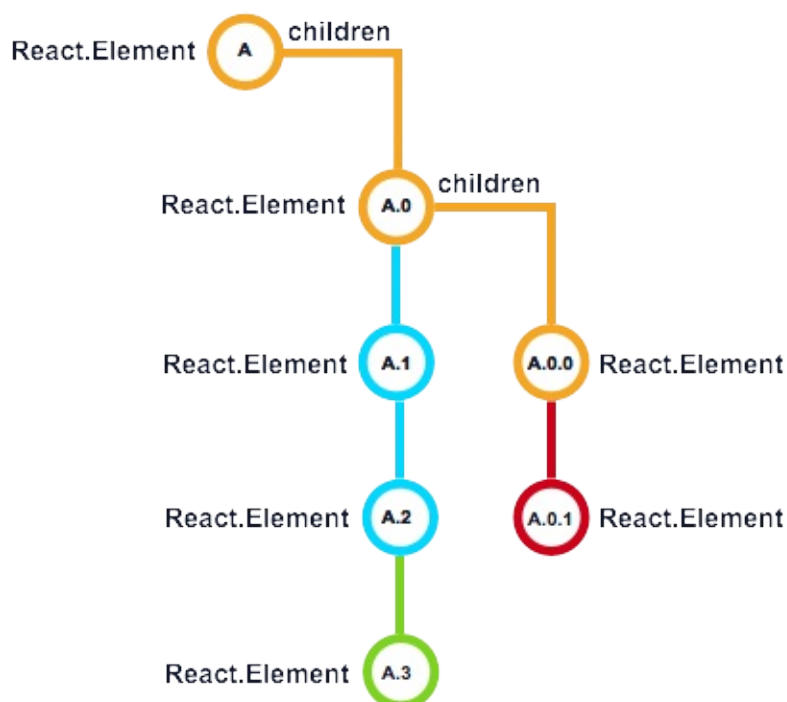 children
React.Element A
children
React.Element A.0
React.Element A.1 A.0.0 React.Element
React.Element A.2 A.0.1 React.Element
React.Element A.3